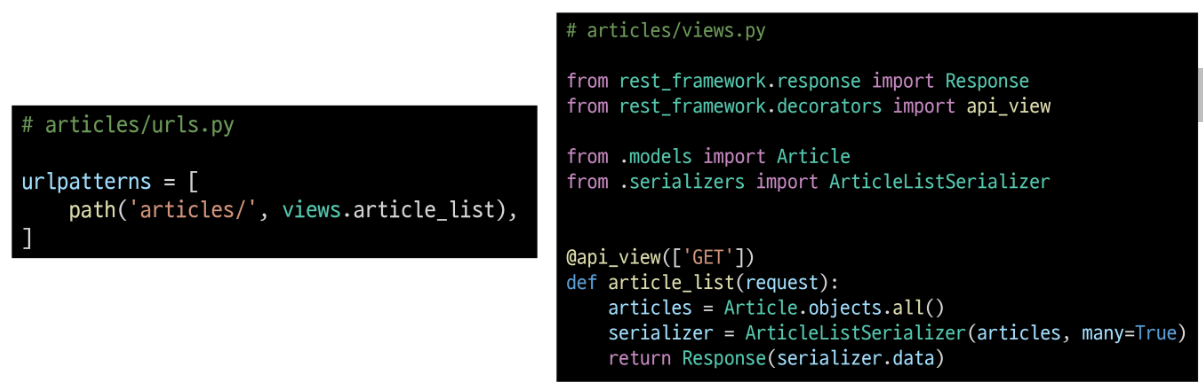 # articles/urls.py
urlpatterns = [
    path('articles/', views.article_list),
]
# articles/views.py
from rest_framework.response import Response
from rest_framework.decorators import api_view
from .models import Article
from .serializers import ArticleListSerializer
@api_view(['GET'])
def article_list(request):
    articles = Article.objects.all()
    serializer = ArticleListSerializer(articles, many=True)
    return Response(serializer.data)